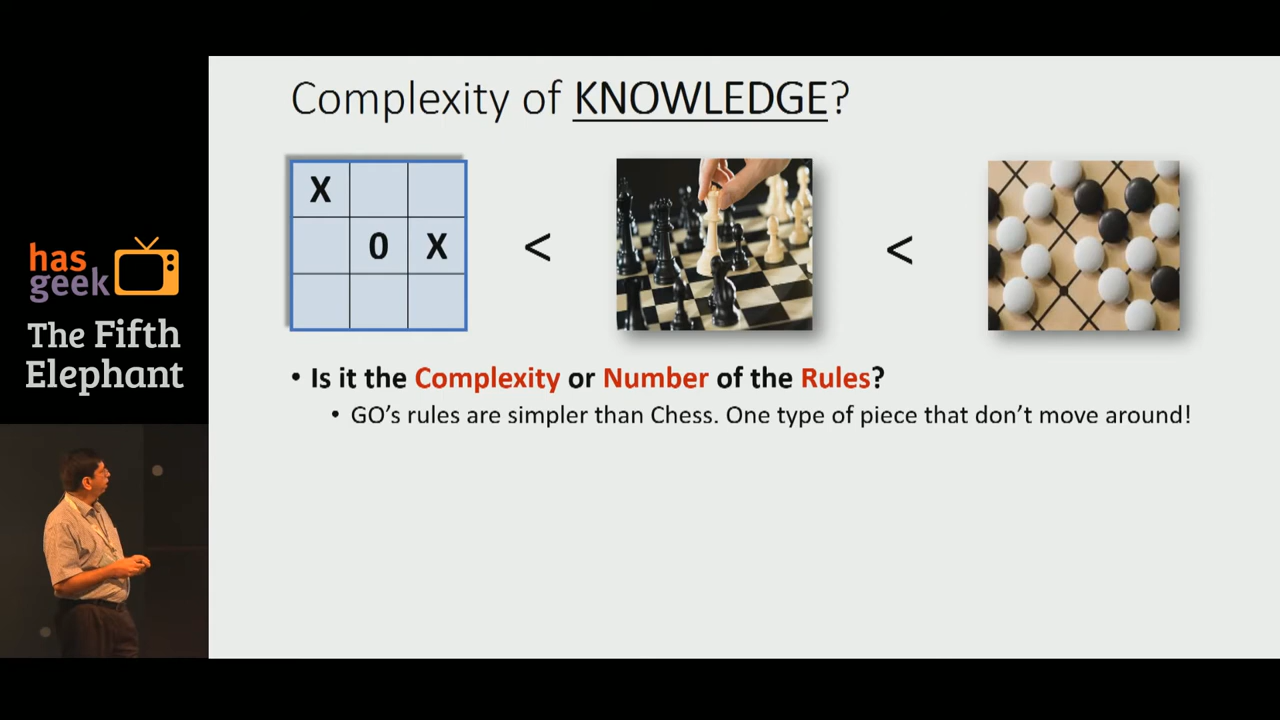 Complexity of KNOWLEDGE?
X
0 X
<
<
• Is it the Complexity or Number of the Rules?
• GO's rules are simpler than Chess. One type of piece that don't move around!
has
geek
The Fifth
Elephant